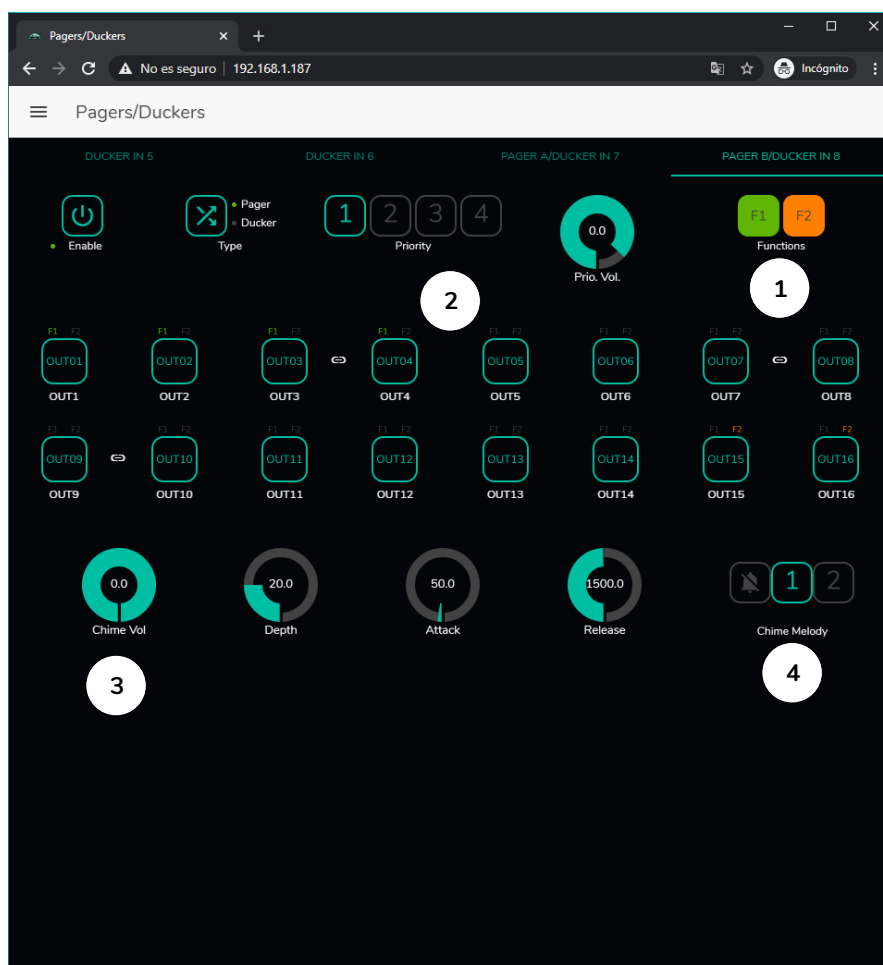 Pagers/Duckers
No es seguro 192.168.1.187 Incógnito
Pagers/Duckers
DUCKER IN 5 DUCKER IN 6 PAGER A/DUCKER IN 7 PAGER B/DUCKER IN 8
Enable
Pager
Ducker
Type
1 2 3 4
Priority
0.0
Prio. Vol.
F1 F2
Functions
2
1
F1 F2 F1 F2 F1 F2 F1 F2 F1 F2 F1 F2 F1 F2 F1 F2
OUT01 OUT02 OUT03 OUT04 OUT05 OUT06 OUT07 OUT08
OUT1 OUT2 OUT3 OUT4 OUT5 OUT6 OUT7 OUT8
F1 F2 F1 F2 F1 F2 F1 F2 F1 F2 F1 F2 F1 F2 F1 F2
OUT09 OUT10 OUT11 OUT12 OUT13 OUT14 OUT15 OUT16
OUT9 OUT10 OUT11 OUT12 OUT13 OUT14 OUT15 OUT16
0.0 20.0 50.0 1500.0 1 2
Chime Vol Depth Attack Release Chime Melody
3
4